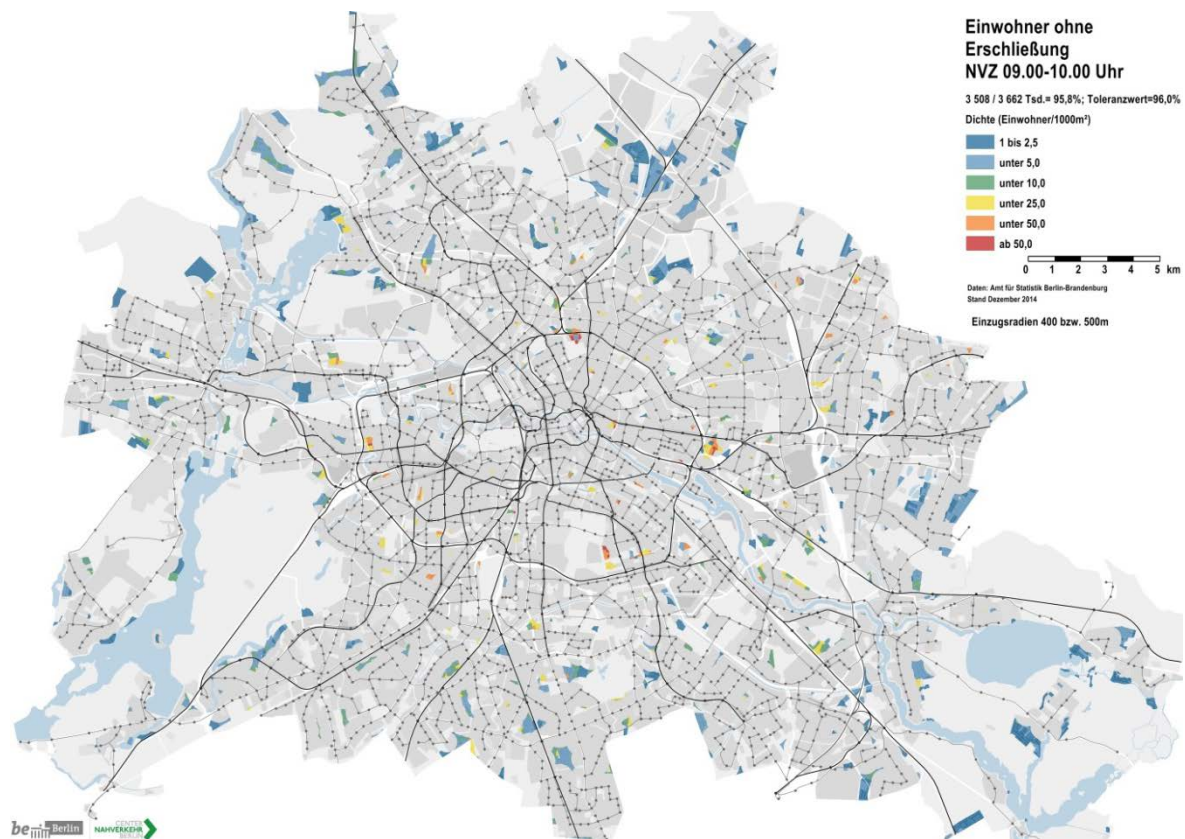 Einwohner ohne
Erschließung
NVZ 09.00-10.00 Uhr
3 508 / 3 662 Tsd.= 95,8%; Toleranzwert=96,0%
Dichte (Einwohner/1000m²)
1 bis 2,5
unter 5,0
unter 10,0
unter 25,0
unter 50,0
ab 50,0
0 1 2 3 4 5 km
Daten: Amt für Statistik Berlin-Brandenburg
Stand Dezember 2014
Einzugsradien 400 bzw. 500m
be Berlin
CENTER
NAHVERKEHR
BERLIN